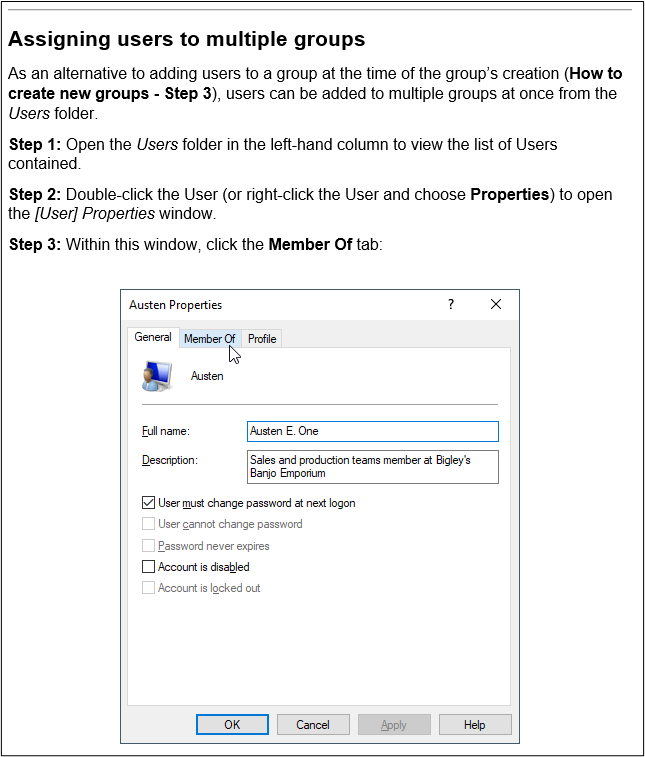 Assigning users to multiple groups
As an alternative to adding users to a group at the time of the group's creation (How to
create new groups - Step 3), users can be added to multiple groups at once from the
Users folder.
Step 1: Open the Users folder in the left-hand column to view the list of Users
contained.
Step 2: Double-click the User (or right-click the User and choose Properties) to open
the [User] Properties window.
Step 3: Within this window, click the Member Of tab:
Austen Properties ? X
General Member Of Profile
Austen
Full name: Austen E. One
Description: Sales and production teams member at Bigley's
Banjo Emporium
User must change password at next logon
User cannot change password
Password never expires
Account is disabled
Account is locked out
OK Cancel Apply Help